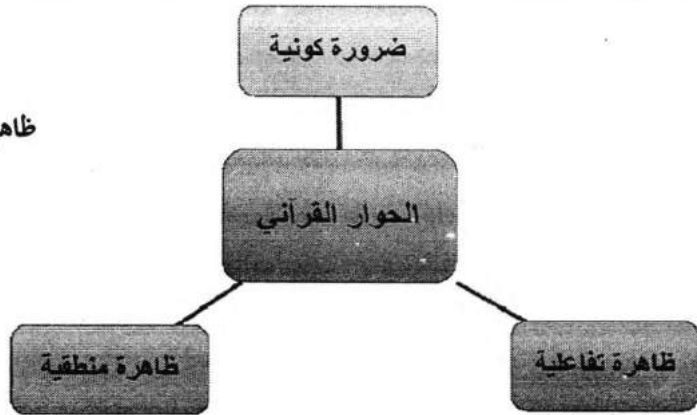 ضرورة كونية
الحوار القرآني
ظاهرة تفاعلية
ظاهرة منطقية